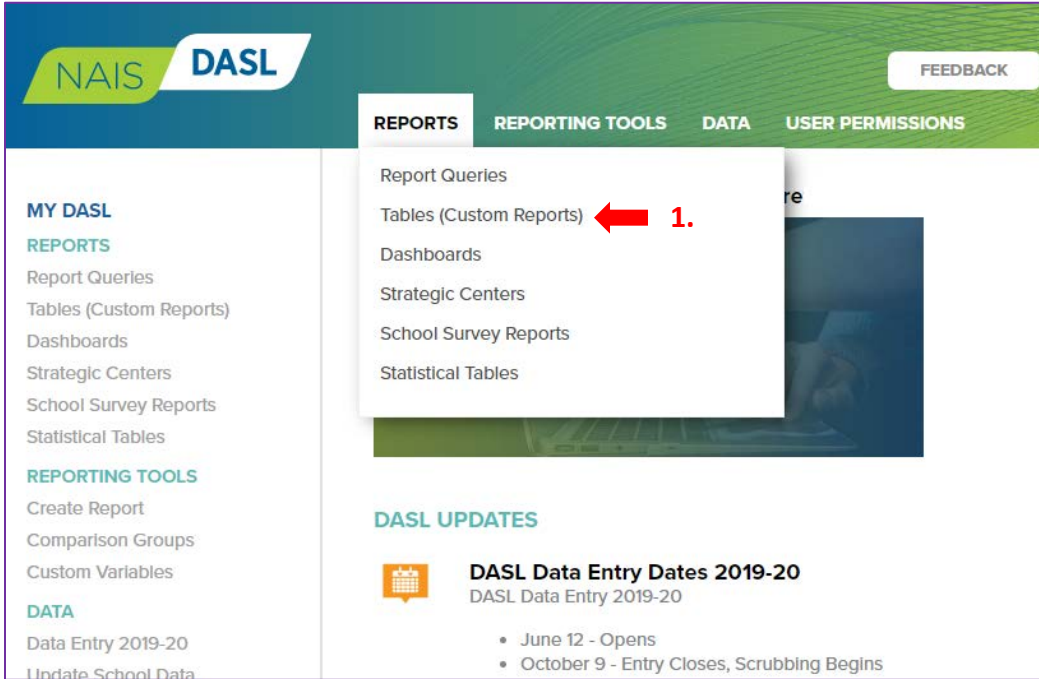 NAIS DASL
FEEDBACK
REPORTS REPORTING TOOLS DATA USER PERMISSIONS
Report Queries
Tables (Custom Reports) 1.
Dashboards
Strategic Centers
School Survey Reports
Statistical Tables
re
MY DASL
REPORTS
Report Queries
Tables (Custom Reports)
Dashboards
Strategic Centers
School Survey Reports
Statistical Tables
REPORTING TOOLS
Create Report
Comparison Groups
Custom Variables
DATA
Data Entry 2019-20
Update School Data
DASL UPDATES
DASL Data Entry Dates 2019-20
DASL Data Entry 2019-20
• June 12 - Opens
• October 9 - Entry Closes, Scrubbing Begins